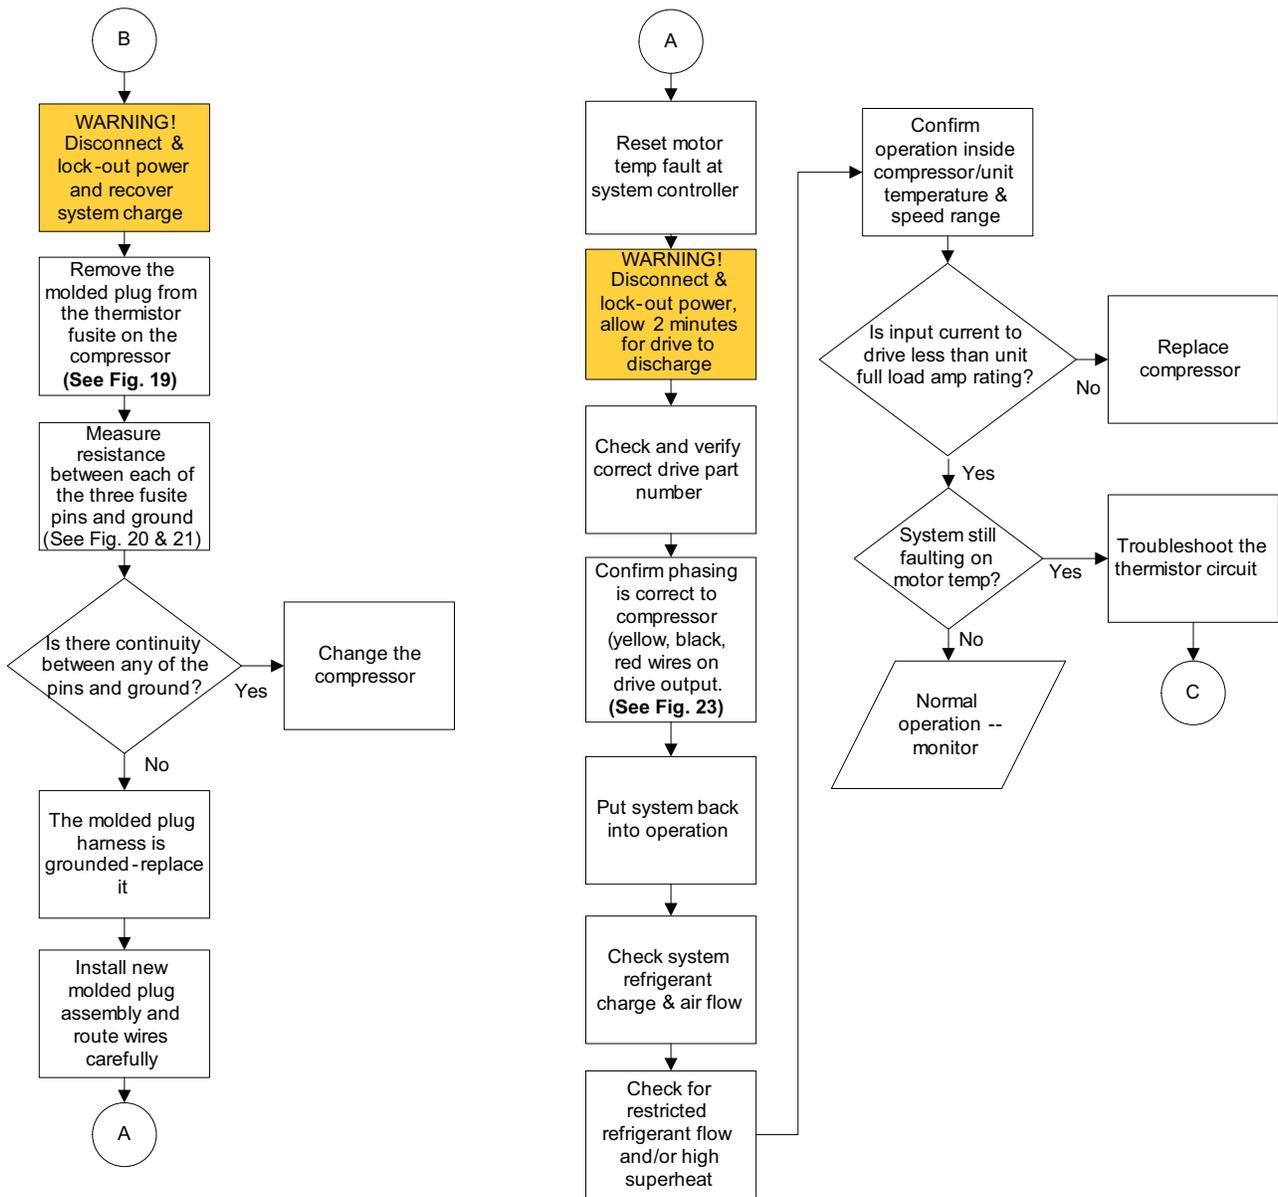 B
WARNING!
Disconnect &
lock-out power
and recover
system charge
Remove the
molded plug from
the thermistor
fusite on the
compressor
(See Fig. 19)
Measure
resistance
between each of
the three fusite
pins and ground
(See Fig. 20 & 21)
Is there continuity
between any of the
pins and ground?
Yes
Change the
compressor
No
The molded plug
harness is
grounded-replace
it
Install new
molded plug
assembly and
route wires
carefully
A
A
Reset motor
temp fault at
system controller
WARNING!
Disconnect &
lock-out power,
allow 2 minutes
for drive to
discharge
Check and verify
correct drive part
number
Confirm phasing
is correct to
compressor
(yellow, black,
red wires on
drive output.
(See Fig. 23)
Put system back
into operation
Check system
refrigerant
charge & air flow
Check for
restricted
refrigerant flow
and/or high
superheat
Confirm
operation inside
compressor/unit
temperature &
speed range
Is input current to
drive less than unit
full load amp rating?
No
Replace
compressor
Yes
System still
faulting on
motor temp?
Yes
Troubleshoot the
thermistor circuit
C
No
Normal
operation --
monitor